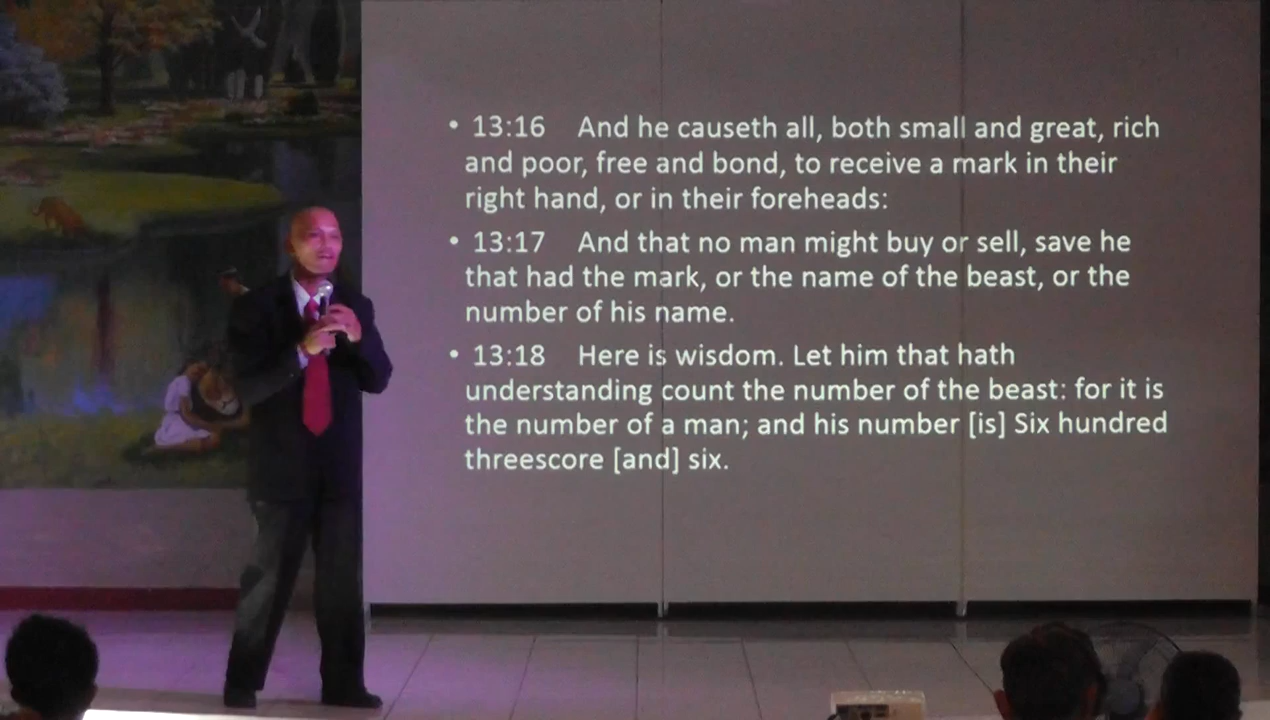 • 13:16 And he causeth all, both small and great, rich
and poor, free and bond, to receive a mark in their
right hand, or in their foreheads:
• 13:17 And that no man might buy or sell, save he
that had the mark, or the name of the beast, or the
number of his name.
• 13:18 Here is wisdom. Let him that hath
understanding count the number of the beast: for it is
the number of a man; and his number [is] Six hundred
threescore [and] six.